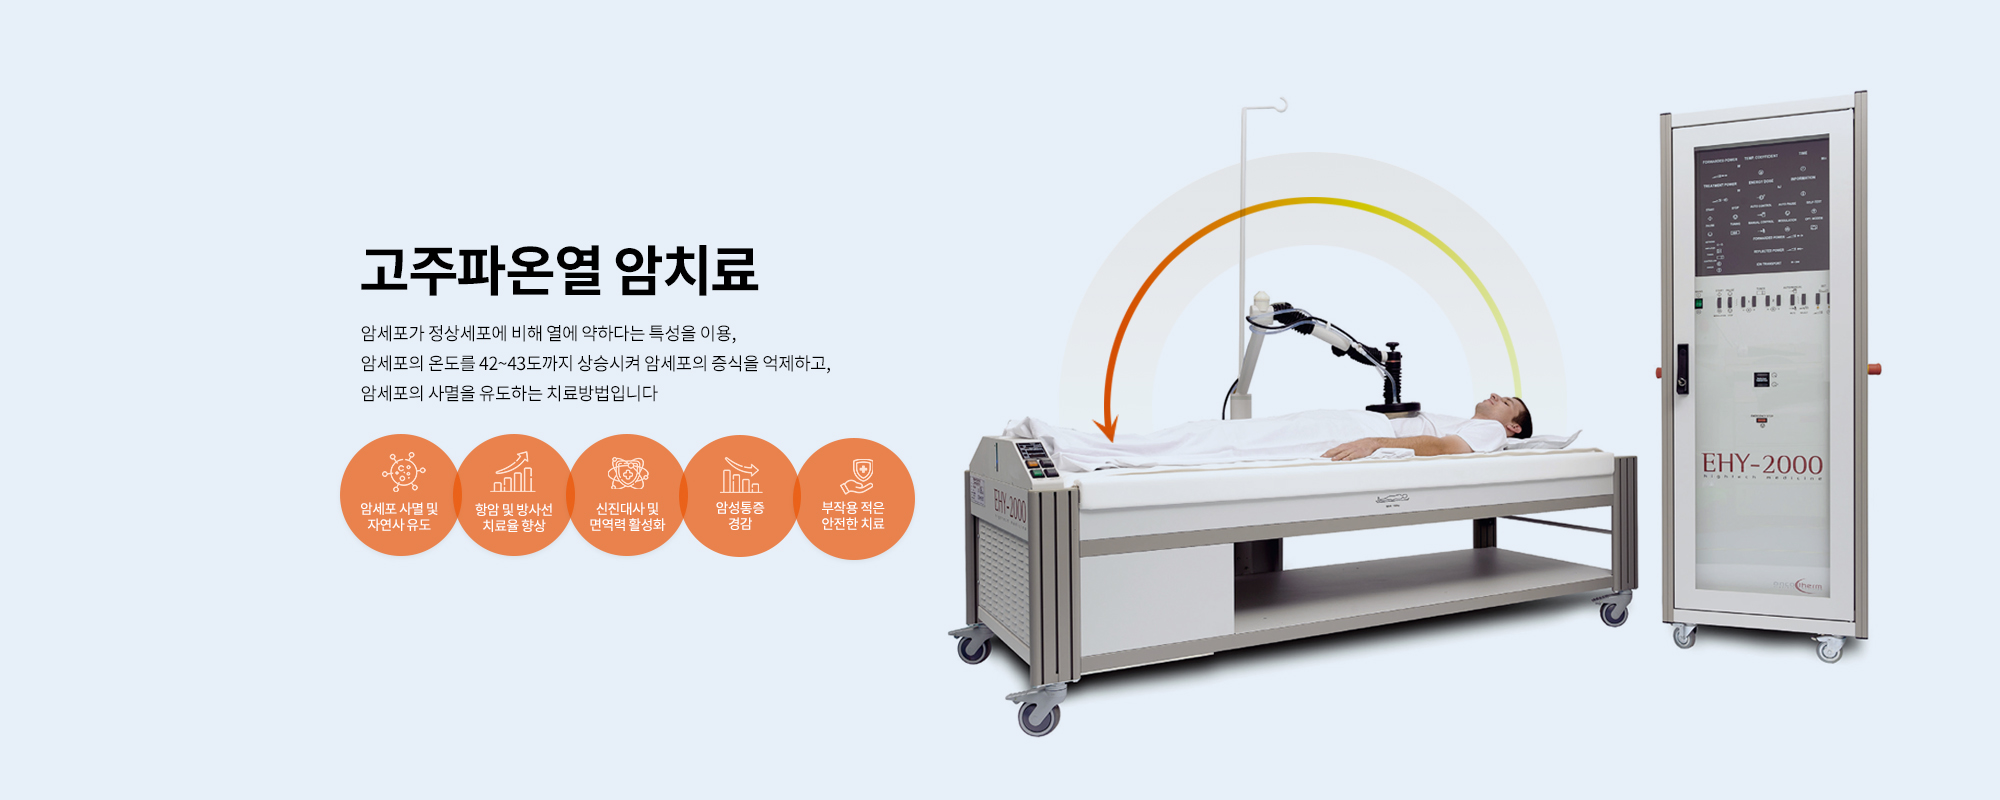 고주파온열 암치료
암세포가 정상세포에 비해 열에 약하다는 특성을 이용,
암세포의 온도를 42~43도까지 상승시켜 암세포의 증식을 억제하고,
암세포의 사멸을 유도하는 치료방법입니다
암세포 사멸 및
자연사 유도
항암 및 방사선
치료율 향상
신진대사 및
면역력 활성화
암성통증
경감
부작용 적은
안전한 치료
EHY-2000
EHY-2000
hightech medicine